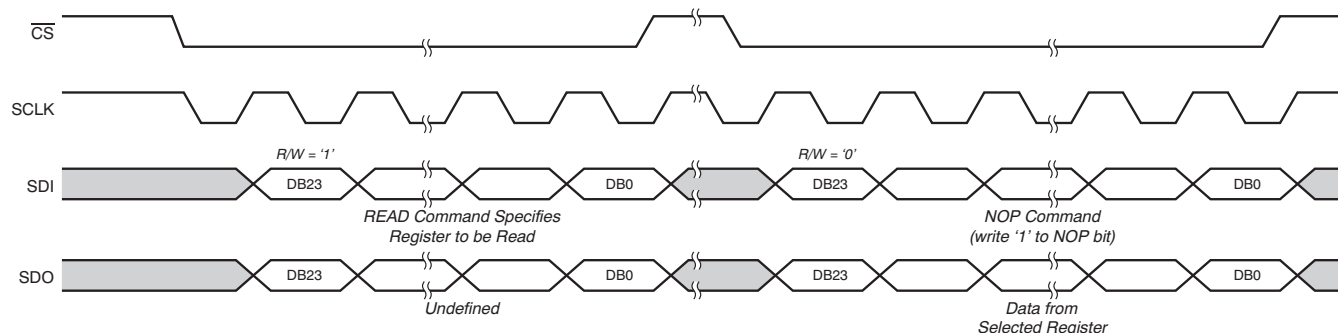 CS
SCLK
R/W = ‘1’
R/W = ‘0’
SDI
DB23
DB0
DB23
DB0
READ Command Specifies
Register to be Read
NOP Command
(write ‘1’ to NOP bit)
SDO
DB23
DB0
DB23
DB0
Undefined
Data from
Selected Register